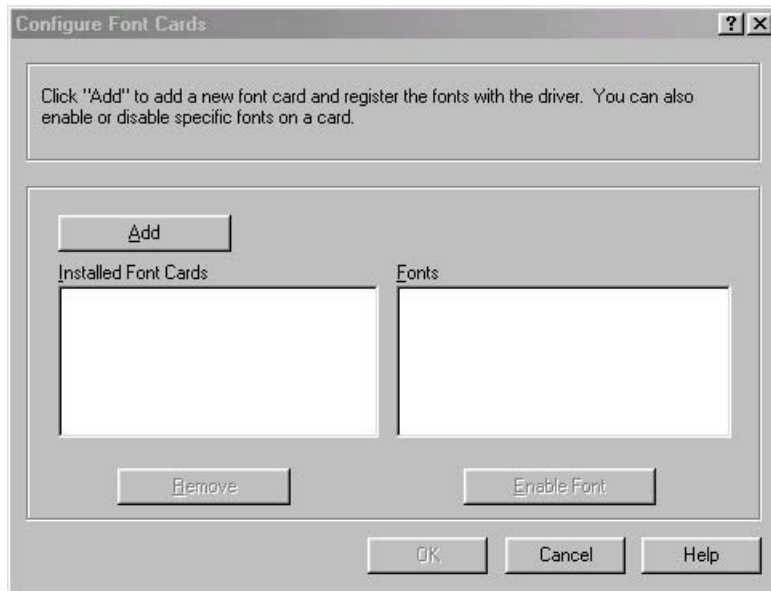 Configure Font Cards
Click "Add" to add a new font card and register the fonts with the driver. You can also
enable or disable specific fonts on a card.
Add
Installed Font Cards Fonts
Remove Enable Font
OK Cancel Help